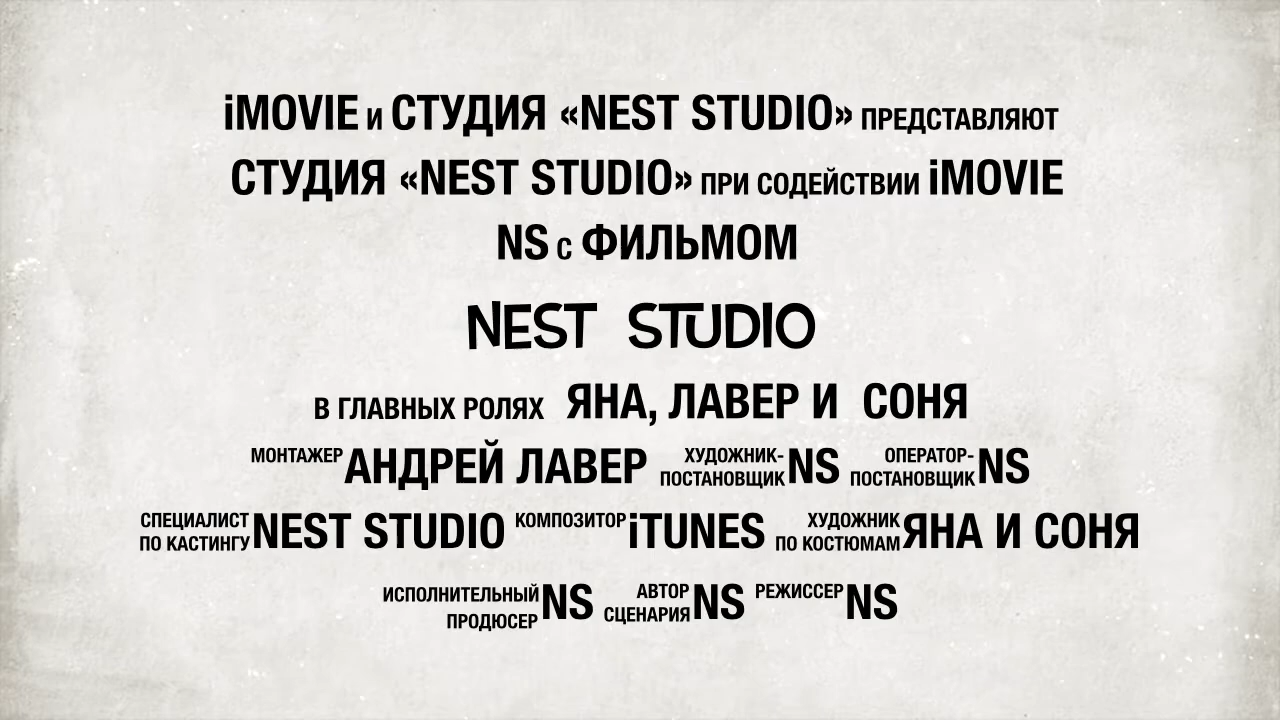 iMOVIE И СТУДИЯ «NEST STUDIO» ПРЕДСТАВЛЯЮТ
СТУДИЯ «NEST STUDIO» ПРИ СОДЕЙСТВИИ iMOVIE
NS С ФИЛЬМОМ
NEST STUDIO
В ГЛАВНЫХ РОЛЯХ ЯНА, ЛАВЕР И СОНЯ
МОНТАЖЕР АНДРЕЙ ЛАВЕР ХУДОЖНИК-ПОСТАНОВЩИК NS ОПЕРАТОР-ПОСТАНОВЩИК NS
СПЕЦИАЛИСТ ПО КАСТИНГУ NEST STUDIO КОМПОЗИТОР iTUNES ХУДОЖНИК ПО КОСТЮМАМ ЯНА И СОНЯ
ИСПОЛНИТЕЛЬНЫЙ ПРОДЮСЕР NS АВТОР СЦЕНАРИЯ NS РЕЖИССЕР NS